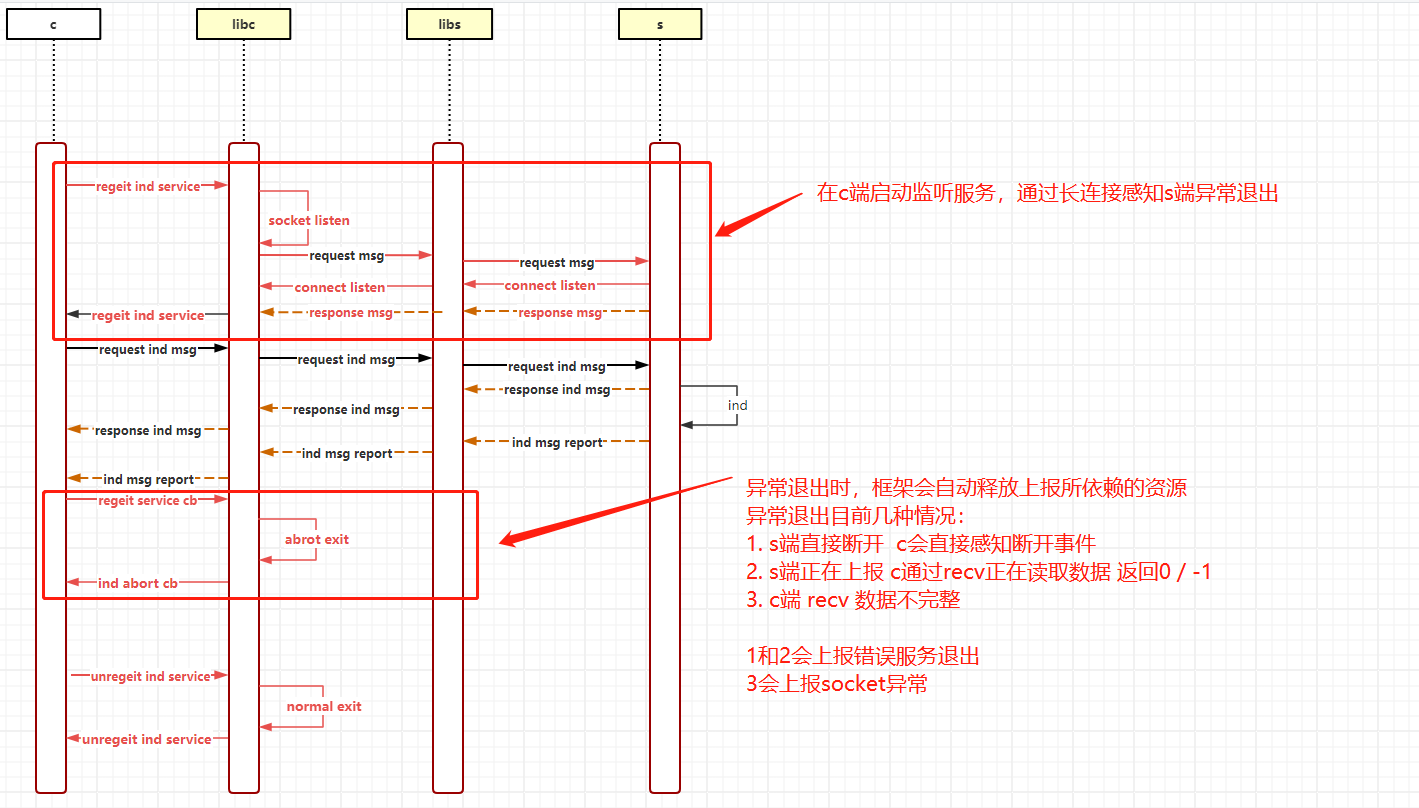 c
libc
libs
s
regeit ind service
socket listen
request msg
request msg
connect listen
connect listen
regeit ind service
response msg
response msg
在c端启动监听服务，通过长连接感知s端异常退出
request ind msg
request ind msg
request ind msg
response ind msg
ind
response ind msg
response ind msg
ind msg report
ind msg report
ind msg report
regeit service cb
abrot exit
ind abort cb
异常退出时，框架会自动释放上报所依赖的资源
异常退出目前几种情况：
1. s端直接断开 c会直接感知断开事件
2. s端正在上报 c通过recv正在读取数据 返回0 / -1
3. c端 recv 数据不完整
1和2会上报错误服务退出
3会上报socket异常
unregeit ind service
normal exit
unregeit ind service